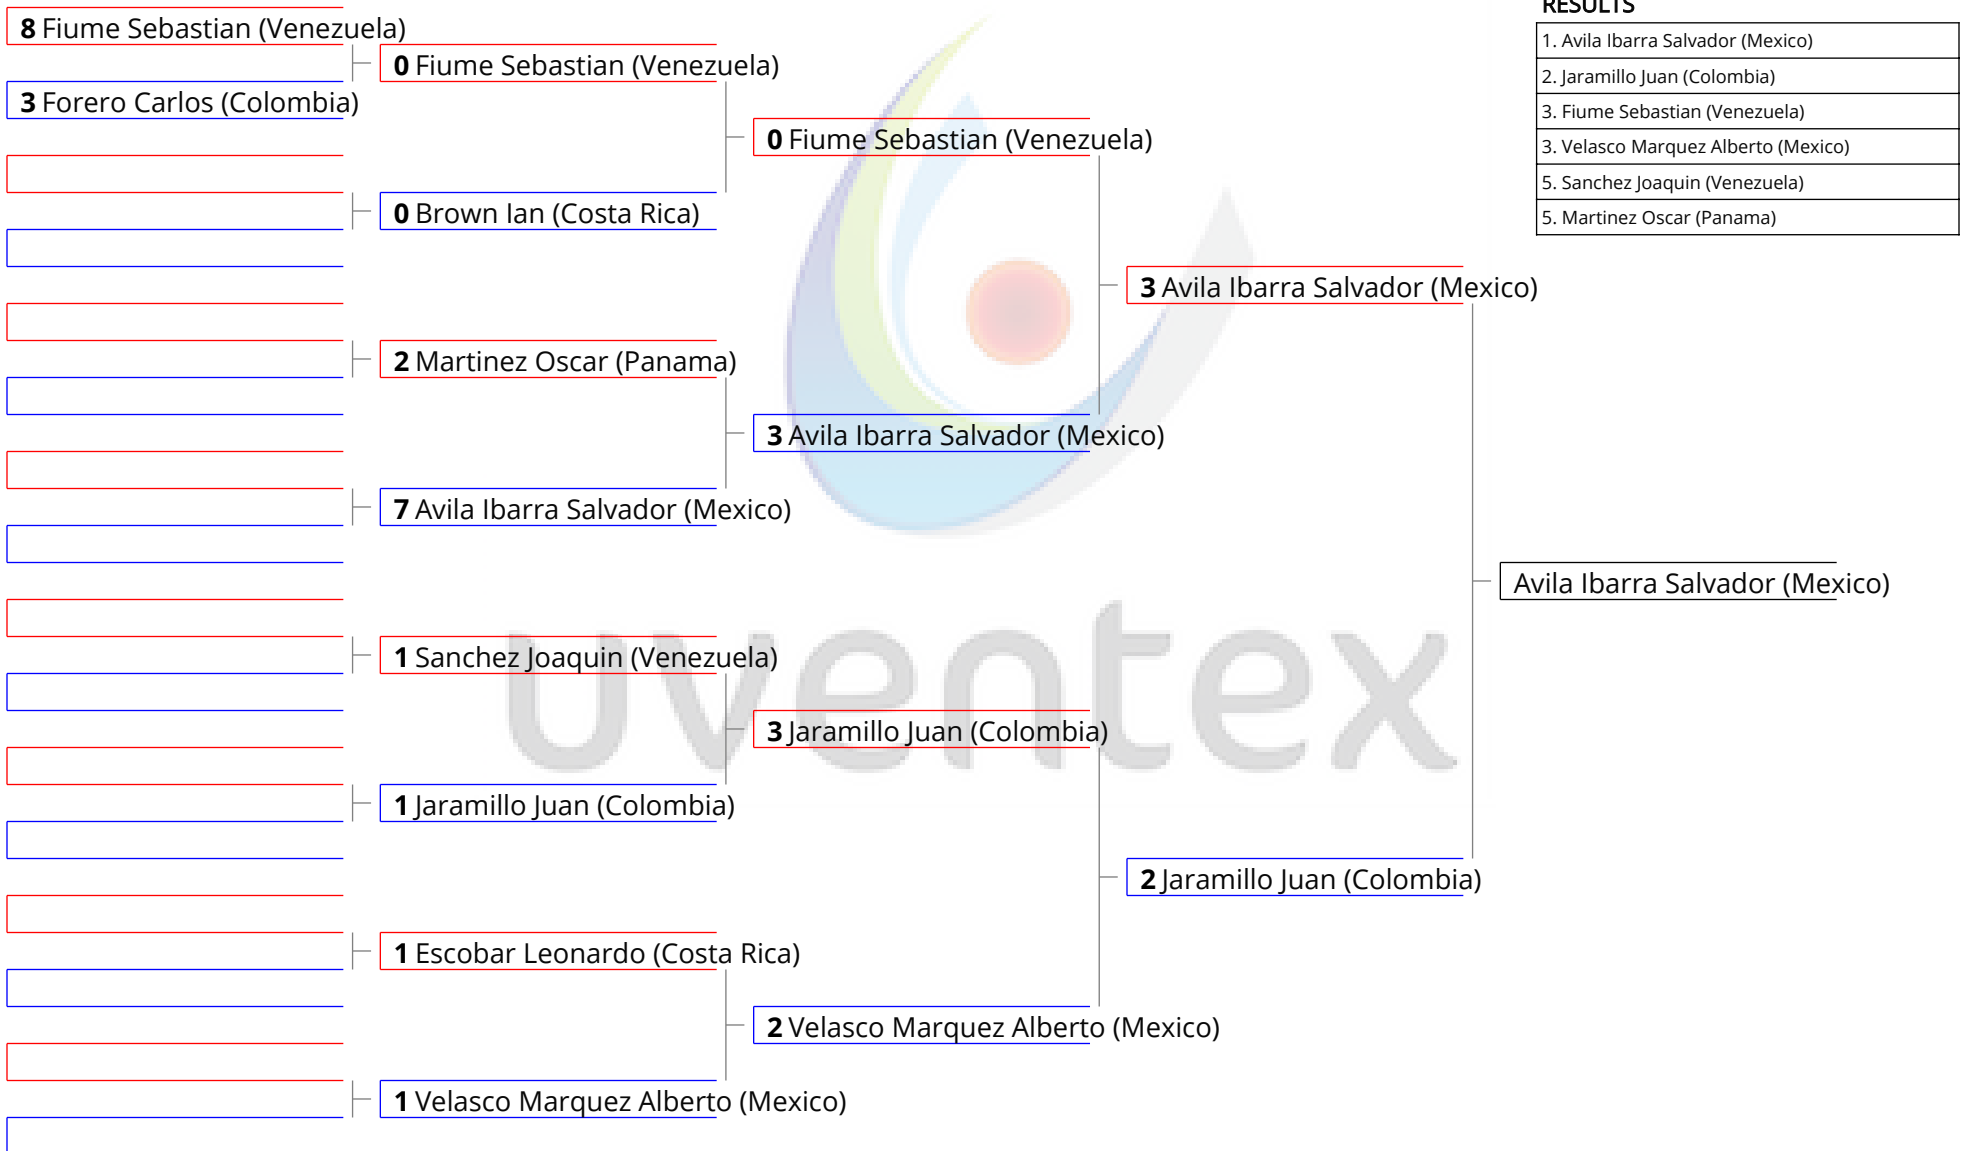 RESULTS
1. Avila Ibarra Salvador (Mexico)
2. Jaramillo Juan (Colombia)
3. Fiume Sebastian (Venezuela)
3. Velasco Marquez Alberto (Mexico)
5. Sanchez Joaquin (Venezuela)
5. Martinez Oscar (Panama)
8 Fiume Sebastian (Venezuela)
3 Forero Carlos (Colombia)
0 Fiume Sebastian (Venezuela)
0 Brown Ian (Costa Rica)
2 Martinez Oscar (Panama)
7 Avila Ibarra Salvador (Mexico)
1 Sanchez Joaquin (Venezuela)
1 Jaramillo Juan (Colombia)
1 Escobar Leonardo (Costa Rica)
1 Velasco Marquez Alberto (Mexico)
0 Fiume Sebastian (Venezuela)
3 Avila Ibarra Salvador (Mexico)
3 Jaramillo Juan (Colombia)
2 Velasco Marquez Alberto (Mexico)
3 Avila Ibarra Salvador (Mexico)
2 Jaramillo Juan (Colombia)
Avila Ibarra Salvador (Mexico)
uventex